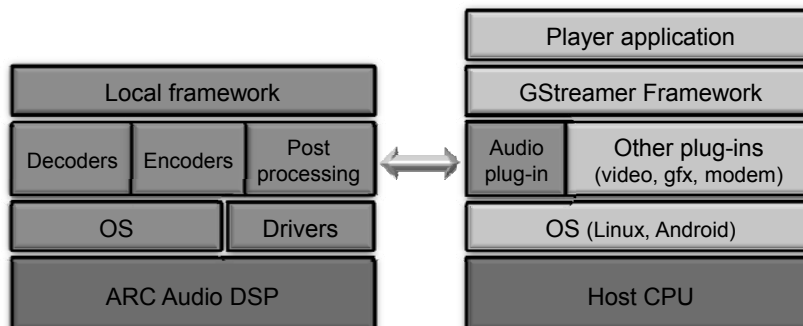 Local framework
Decoders
Encoders
Post
processing
OS
Drivers
ARC Audio DSP
Player application
GStreamer Framework
Audio
plug-in
Other plug-ins
(video, gfx, modem)
OS (Linux, Android)
Host CPU